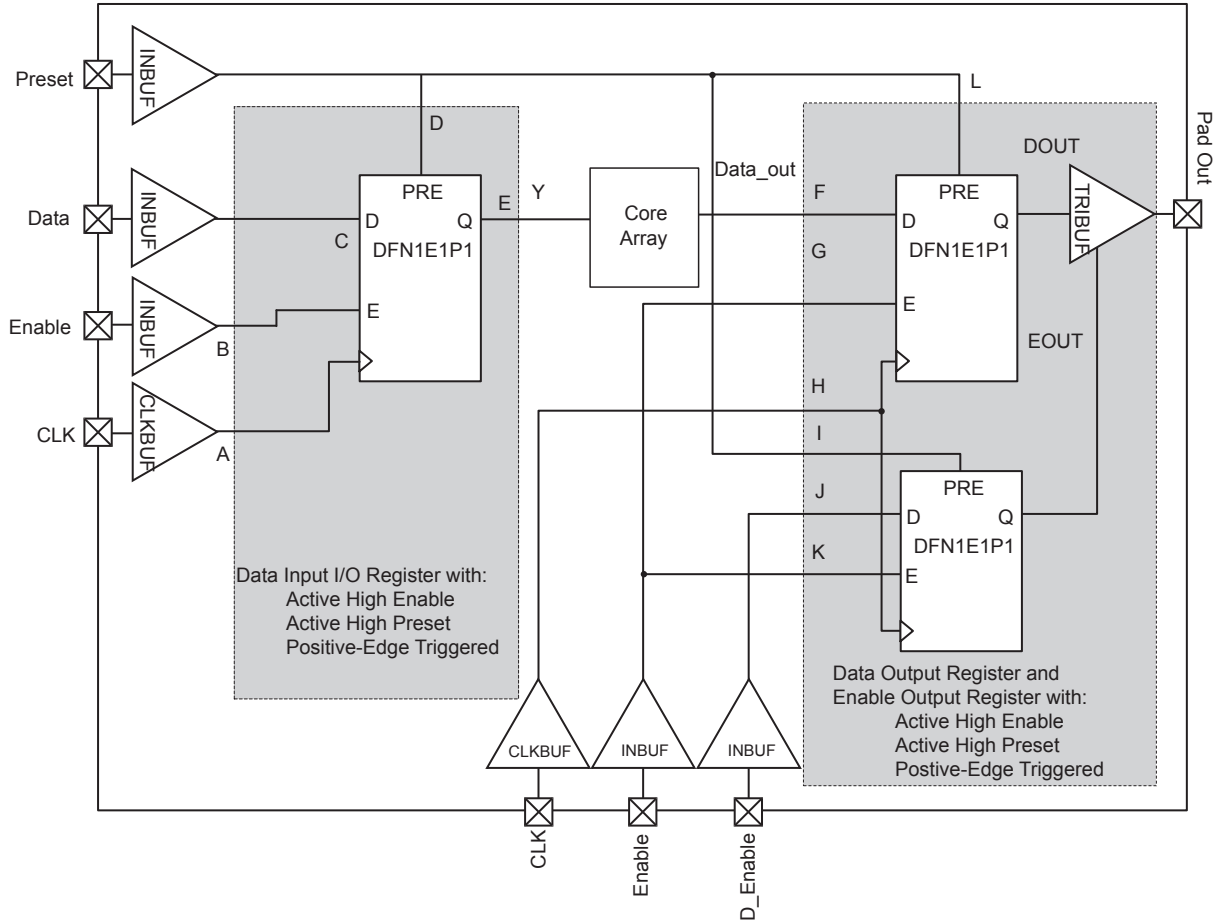 Preset
INBUF
L
D
Pad Out
DOUT
Data
INBUF
PRE
D
Q
C
DFN1E1P1
E
E
Y
Core
Array
Data_out
F
G
PRE
D
Q
DFN1E1P1
E
TRIBUF
EOUT
Enable
INBUF
B
CLK
CLKBUF
A
H
I
J
K
PRE
D
Q
DFN1E1P1
E
Data Input I/O Register with:
Active High Enable
Active High Preset
Positive-Edge Triggered
Data Output Register and
Enable Output Register with:
Active High Enable
Active High Preset
Postive-Edge Triggered
CLKBUF
INBUF
INBUF
CLK
Enable
D_Enable